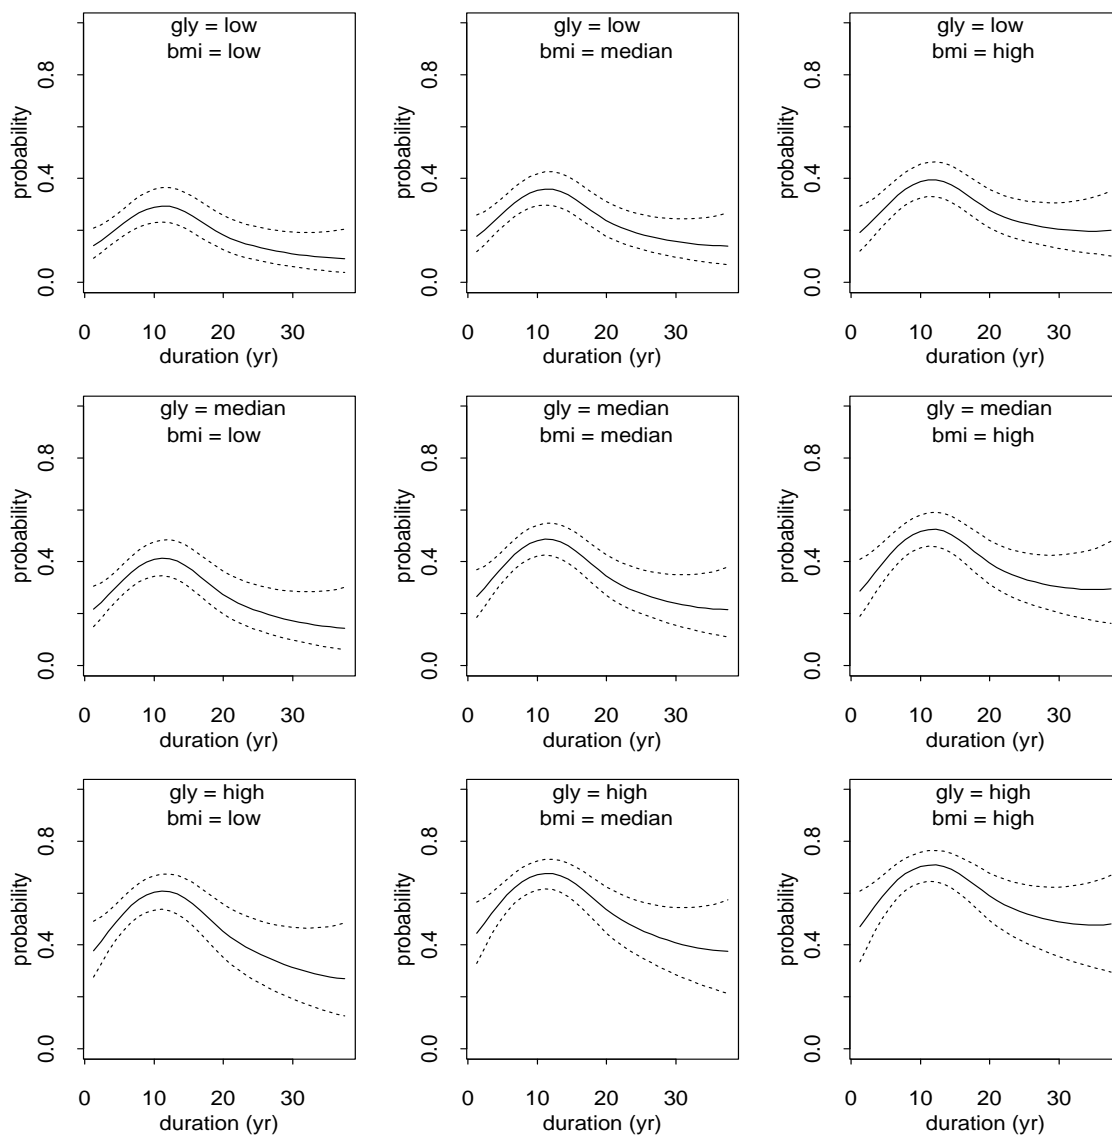 gly = low
bmi = low
probability
0.0 0.4 0.8
0 10 20 30
duration (yr)
gly = low
bmi = median
probability
0.0 0.4 0.8
0 10 20 30
duration (yr)
gly = low
bmi = high
probability
0.0 0.4 0.8
0 10 20 30
duration (yr)
gly = median
bmi = low
probability
0.0 0.4 0.8
0 10 20 30
duration (yr)
gly = median
bmi = median
probability
0.0 0.4 0.8
0 10 20 30
duration (yr)
gly = median
bmi = high
probability
0.0 0.4 0.8
0 10 20 30
duration (yr)
gly = high
bmi = low
probability
0.0 0.4 0.8
0 10 20 30
duration (yr)
gly = high
bmi = median
probability
0.0 0.4 0.8
0 10 20 30
duration (yr)
gly = high
bmi = high
probability
0.0 0.4 0.8
0 10 20 30
duration (yr)